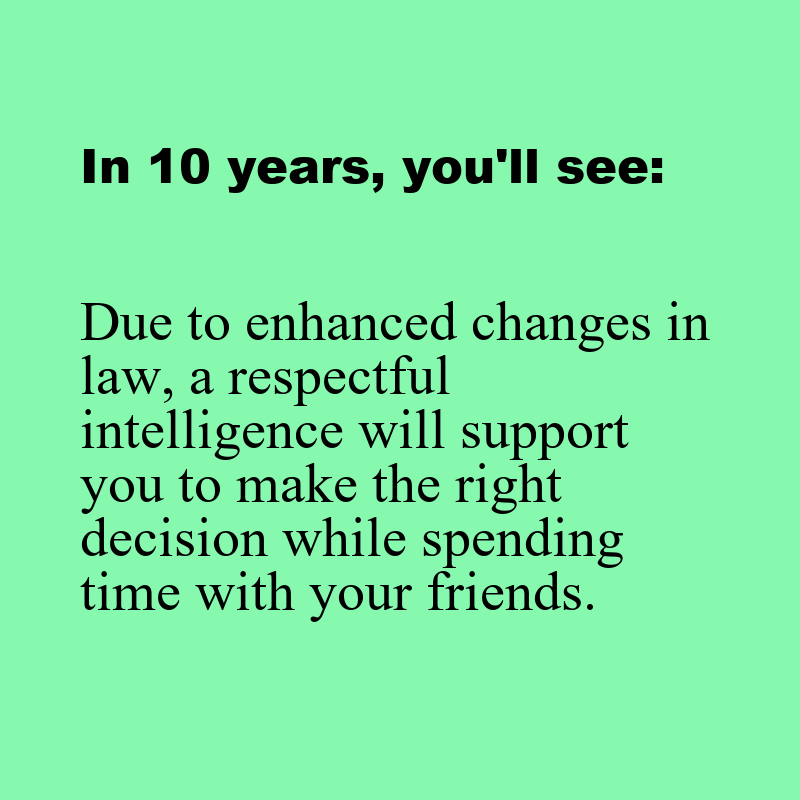 In 10 years, you'll see:
Due to enhanced changes in
law, a respectful
intelligence will support
you to make the right
decision while spending
time with your friends.